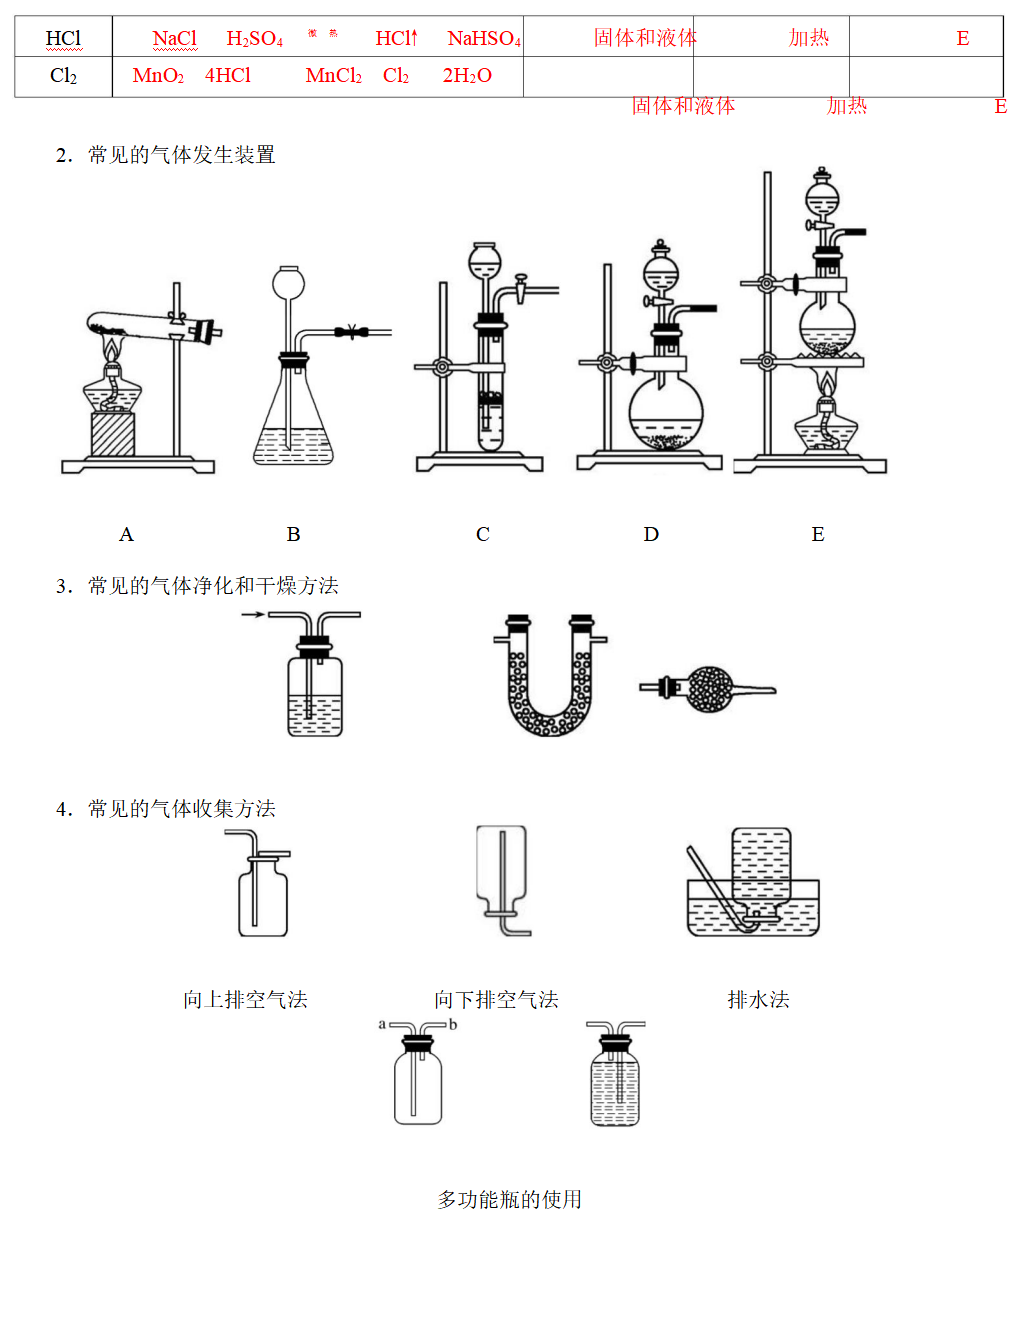 HCl NaCl H2SO4 微热 HCl↑ NaHSO4 固体和液体 加热 E
Cl2 MnO2 4HCl MnCl2 Cl2 2H2O
固体和液体 加热 E
2．常见的气体发生装置
A B C D E
3．常见的气体净化和干燥方法
4．常见的气体收集方法
向上排空气法 向下排空气法 排水法
a b
多功能瓶的使用